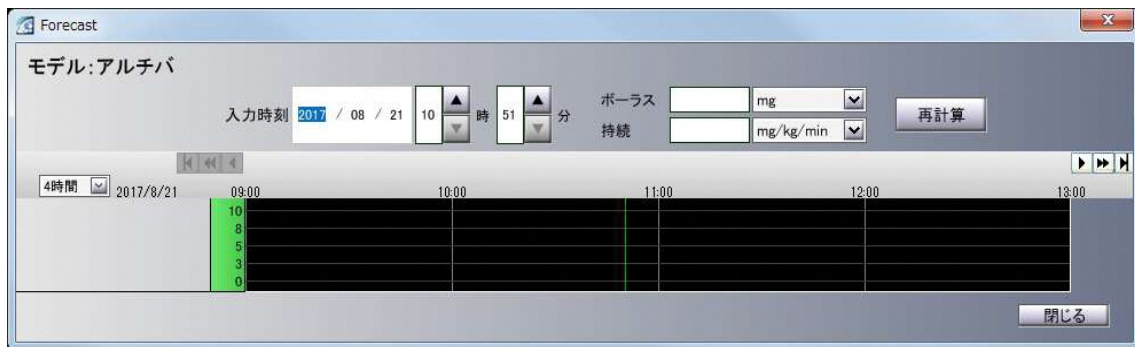 Forecast
モデル:アルチバ
入力時刻 2017 / 08 / 21 10 時 51 分
ボーラス mg
持続 mg/kg/min
再計算
4時間 2017/8/21 09:00 10:00 11:00 12:00 13:00
10
8
5
3
0
閉じる